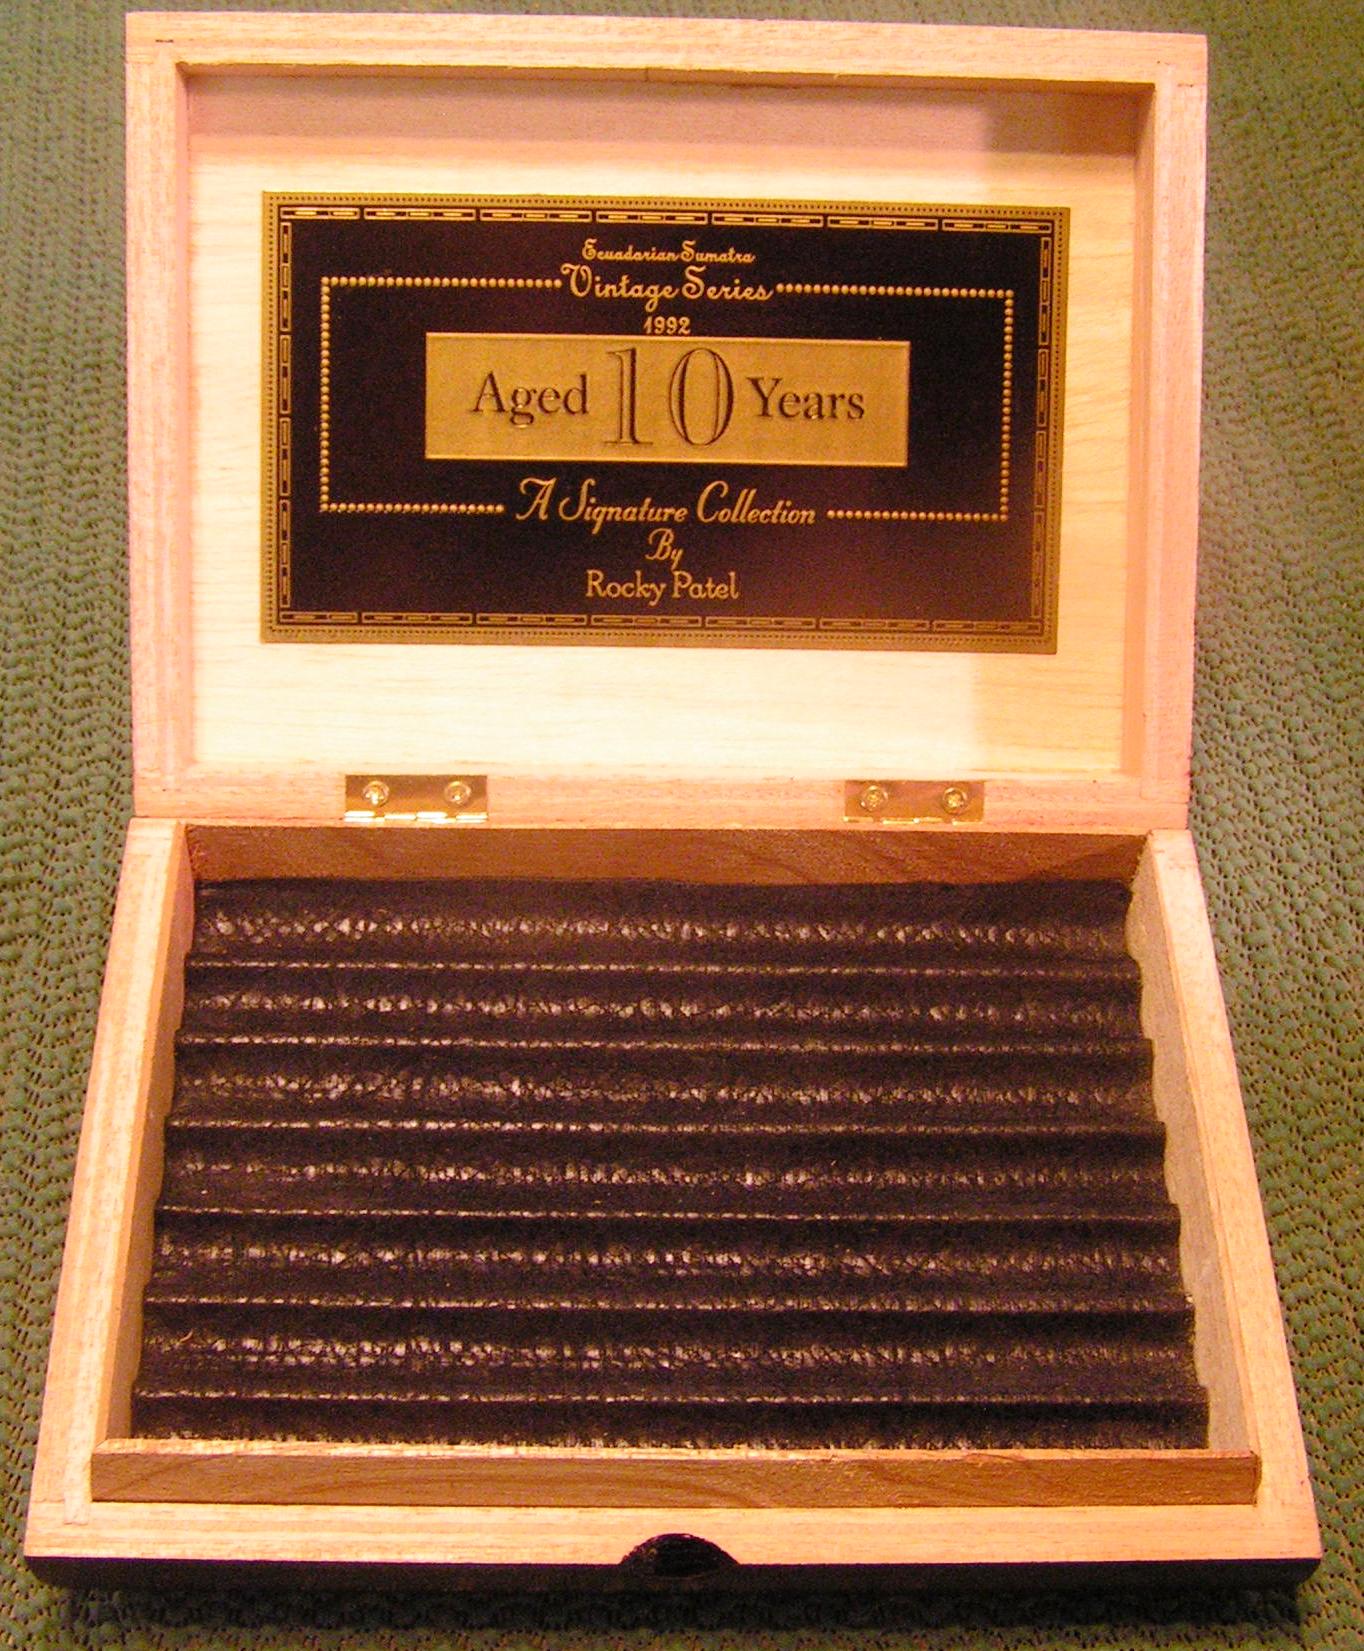 Ecuadorian Sumatra
Vintage Series
1992
Aged 10 Years
A Signature Collection
By
Rocky Patel